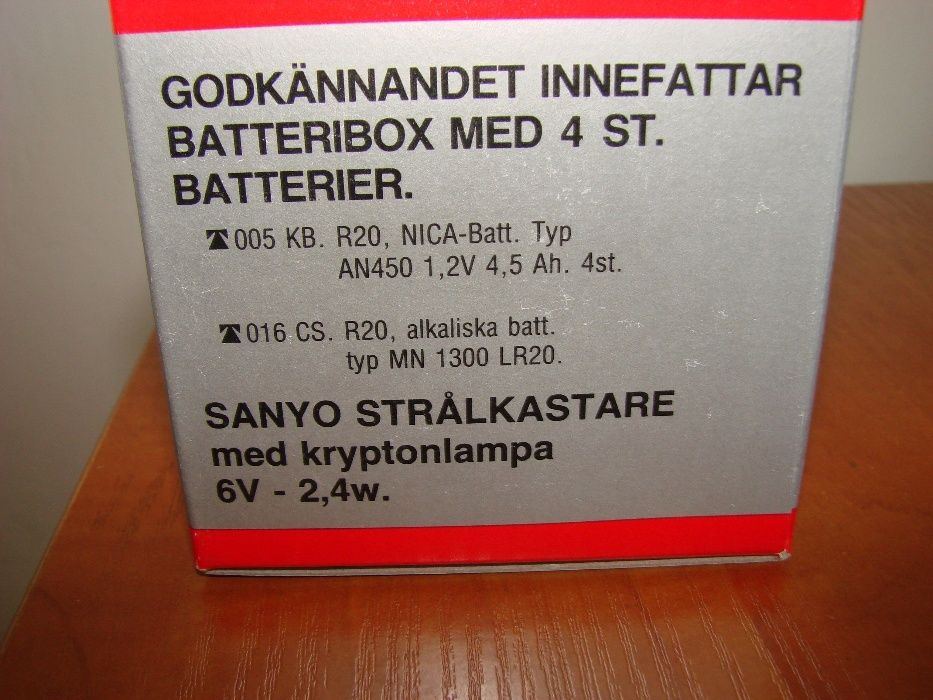 GODKÄNNANDET INNEFATTAR
BATTERIBOX MED 4 ST.
BATTERIER.
005 KB. R20, NICA-Batt. Typ
AN450 1,2V 4,5 Ah. 4st.
016 CS. R20, alkaliska batt.
typ MN 1300 LR20.
SANYO STRÅLKASTARE
med kryptonlampa
6V - 2,4w.